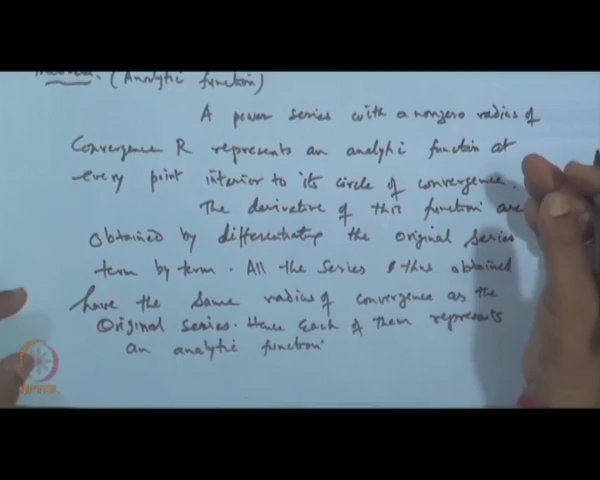 Theorem. (Analytic function)
A power series with a nonzero radius of
Convergence R represents an analytic function at
every point interior to its circle of convergence.
The derivative of this function are
obtained by differentiating the original series
term by term. All the series thus obtained
have the same radius of convergence as the
Original series. Hence each of them represents
an analytic function.
NPTEL